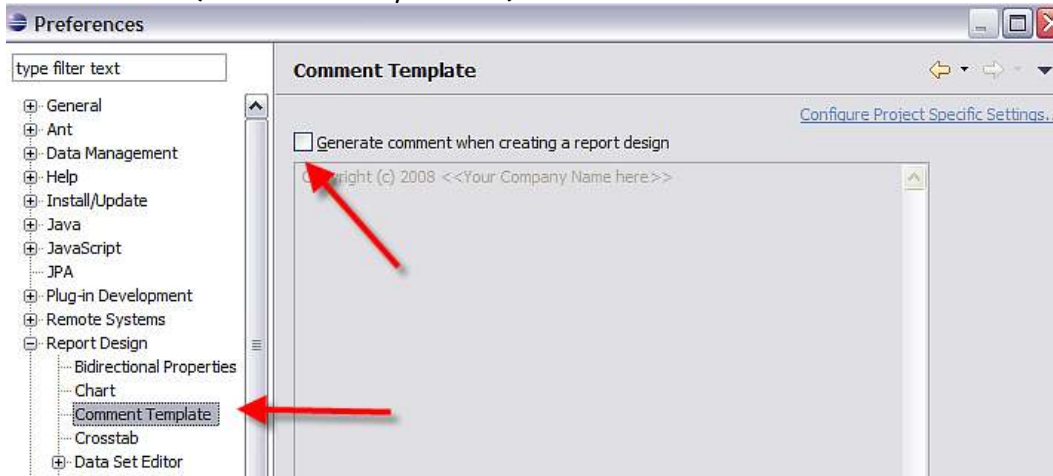 Preferences
type filter text
Comment Template
General
Configure Project Specific Settings..
Ant
Generate comment when creating a report design
Data Management
(c) 2008 <<Your Company Name here>>
Help
Install/Update
Java
JavaScript
JPA
Plug-in Development
Remote Systems
Report Design
Bidirectional Properties
Chart
Comment Template
Crosstab
Data Set Editor